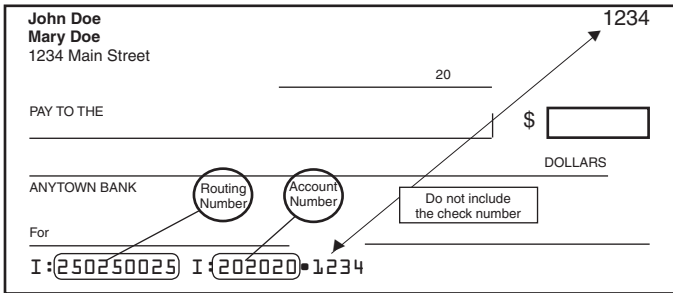 John Doe 1234
Mary Doe
1234 Main Street
20
PAY TO THE
$
DOLLARS
ANYTOWN BANK
Routing
Number
Account
Number
Do not include
the check number
For
I:250250025 I:202020 1234